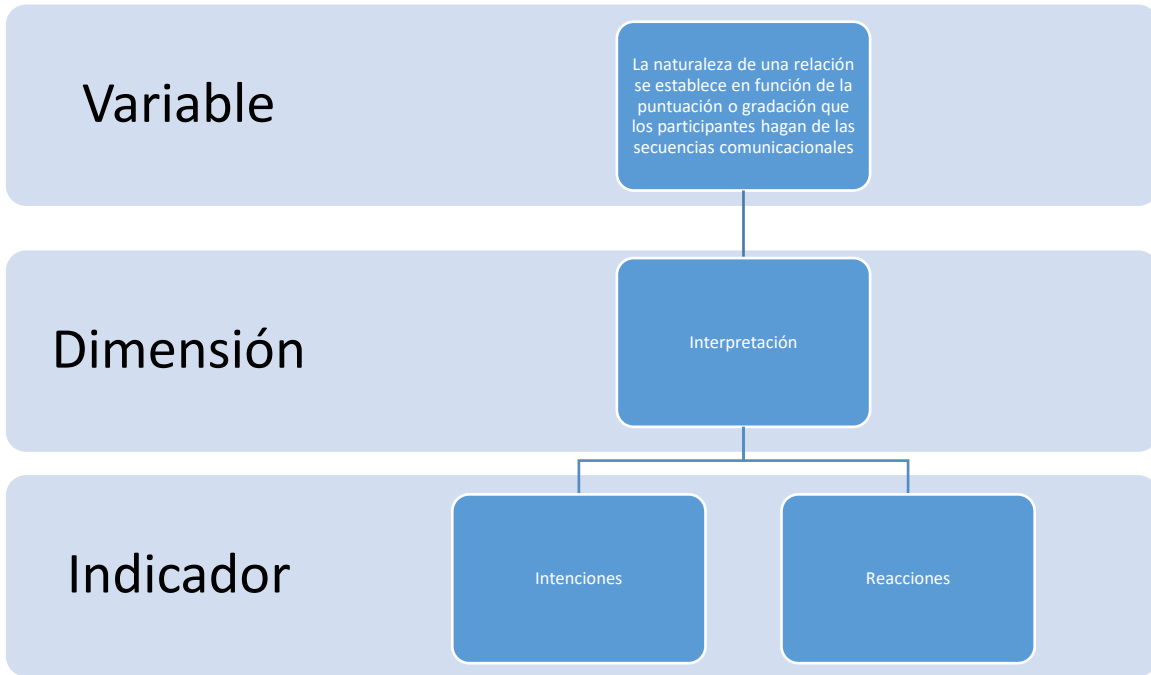 Variable
La naturaleza de una relación
se establece en función de la
puntuación o gradación que
los participantes hagan de las
secuencias comunicacionales
Dimensión
Interpretación
Indicador
Intenciones
Reacciones